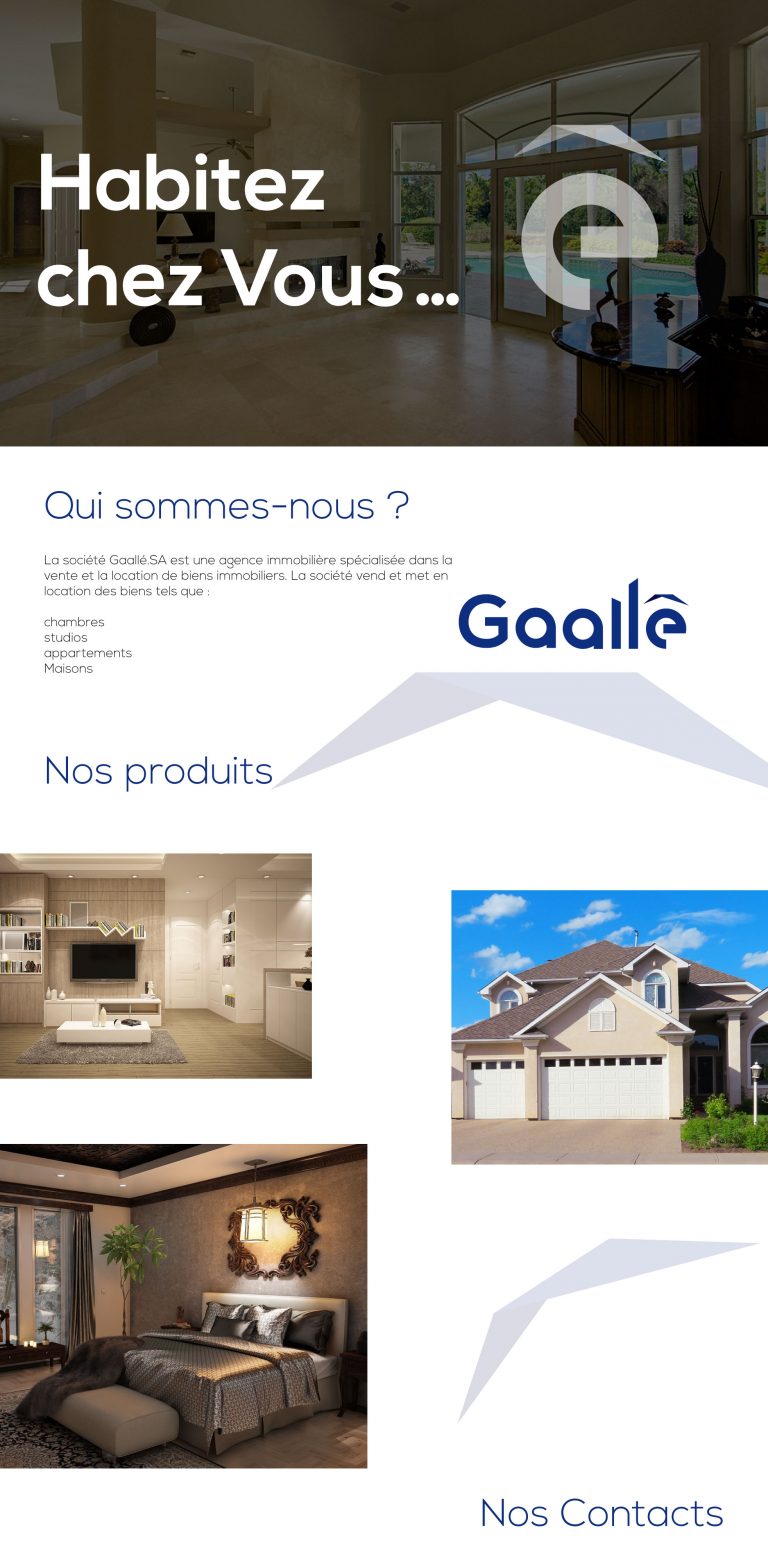 Habitez
chez Vous ...
ê
Qui sommes-nous ?
La société Gaallé.SA est une agence immobilière spécialisée dans la
vente et la location de biens immobiliers. La société vend et met en
location des biens tels que :
chambres
studios
appartements
Maisons
Gaallê
Nos produits
Nos Contacts